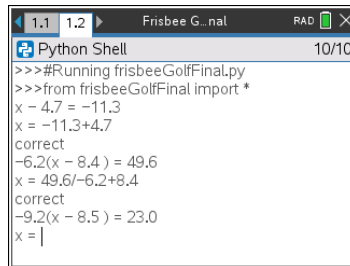 1.1 1.2 Frisbee G...nal RAD
Python Shell 10/10
>>>#Running frisbeeGolfFinal.py
>>>from frisbeeGolfFinal import *
x − 4.7 = −11.3
x = −11.3+4.7
correct
−6.2(x − 8.4) = 49.6
x = 49.6/−6.2+8.4
correct
−9.2(x − 8.5) = 23.0
x =